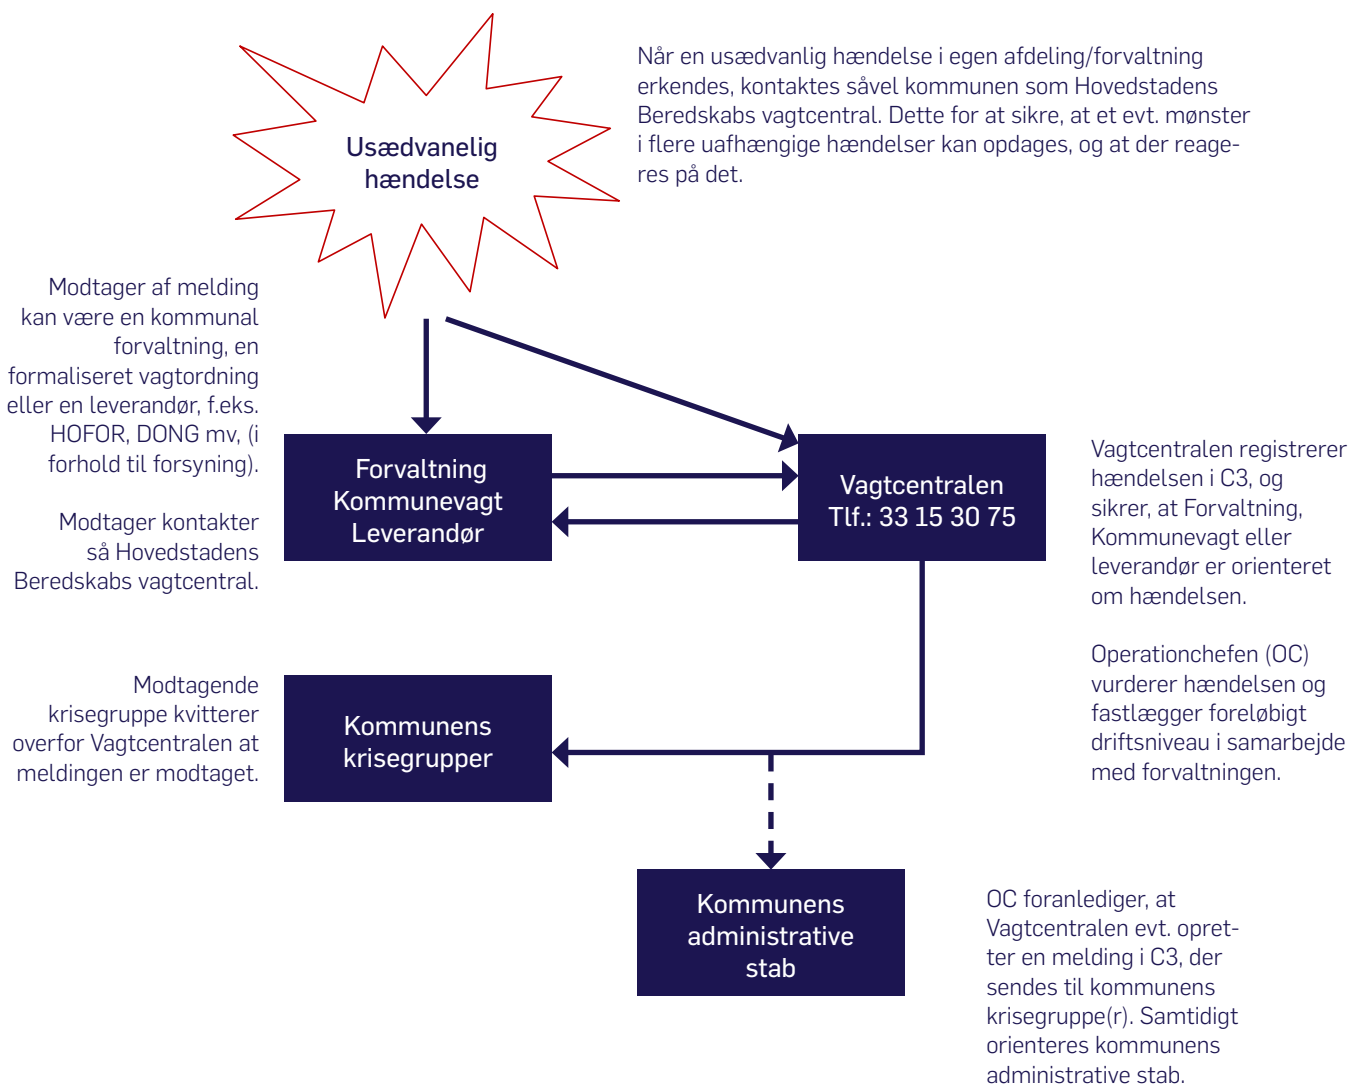 Usædvanelig
hændelse
Når en usædvanlig hændelse i egen afdeling/forvaltning
erkendes, kontaktes såvel kommunen som Hovedstadens
Beredskabs vagtcentral. Dette for at sikre, at et evt. mønster
i flere uafhængige hændelser kan opdages, og at der reage-
res på det.
Modtager af melding
kan være en kommunal
forvaltning, en
formaliseret vagtordning
eller en leverandør, f.eks.
HOFOR, DONG mv, (i
forhold til forsyning).
Modtager kontakter
så Hovedstadens
Beredskabs vagtcentral.
Forvaltning
Kommunevagt
Leverandør
Vagtcentralen
Tlf.: 33 15 30 75
Vagtcentralen registrerer
hændelsen i C3, og
sikrer, at Forvaltning,
Kommunevagt eller
leverandør er orienteret
om hændelsen.
Operationchefen (OC)
vurderer hændelsen og
fastlægger foreløbigt
driftsniveau i samarbejde
med forvaltningen.
Modtagende
krisegruppe kvitterer
overfor Vagtcentralen at
meldingen er modtaget.
Kommunens
krisegrupper
Kommunens
administrative
stab
OC foranlediger, at
Vagtcentralen evt. opret-
ter en melding i C3, der
sendes til kommunens
krisegruppe(r). Samtidigt
orienteres kommunens
administrative stab.